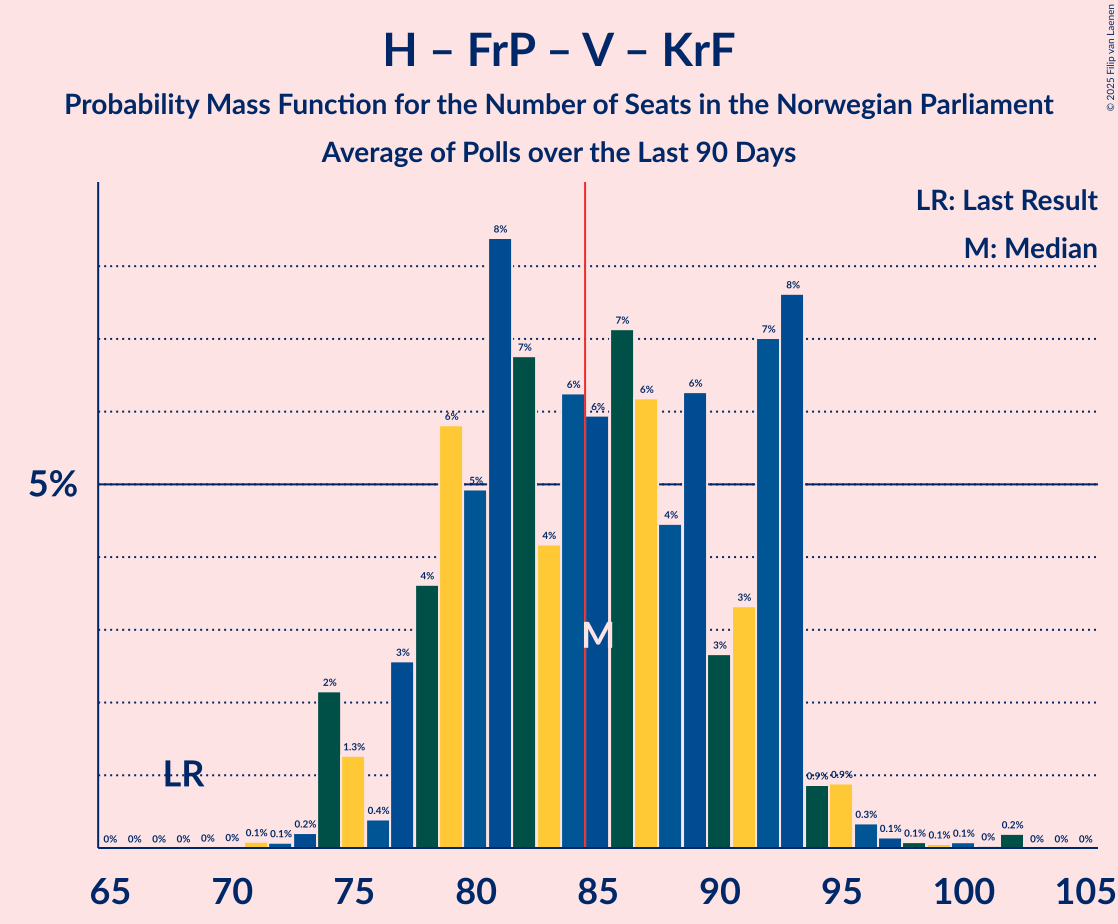 H – FrP – V – KrF
Probability Mass Function for the Number of Seats in the Norwegian Parliament
Average of Polls over the Last 90 Days
© 2025 Filip van Laenen
LR: Last Result
M: Median
5%
LR
M
0% 0% 0% 0% 0% 0% 0.1% 0.1% 0.2% 2% 1.3% 0.4% 3% 4% 6% 5% 8% 7% 4% 6% 6% 7% 6% 4% 6% 3% 3% 7% 8% 0.9% 0.9% 0.3% 0.1% 0.1% 0.1% 0.1% 0% 0.2% 0% 0% 0%
65 70 75 80 85 90 95 100 105